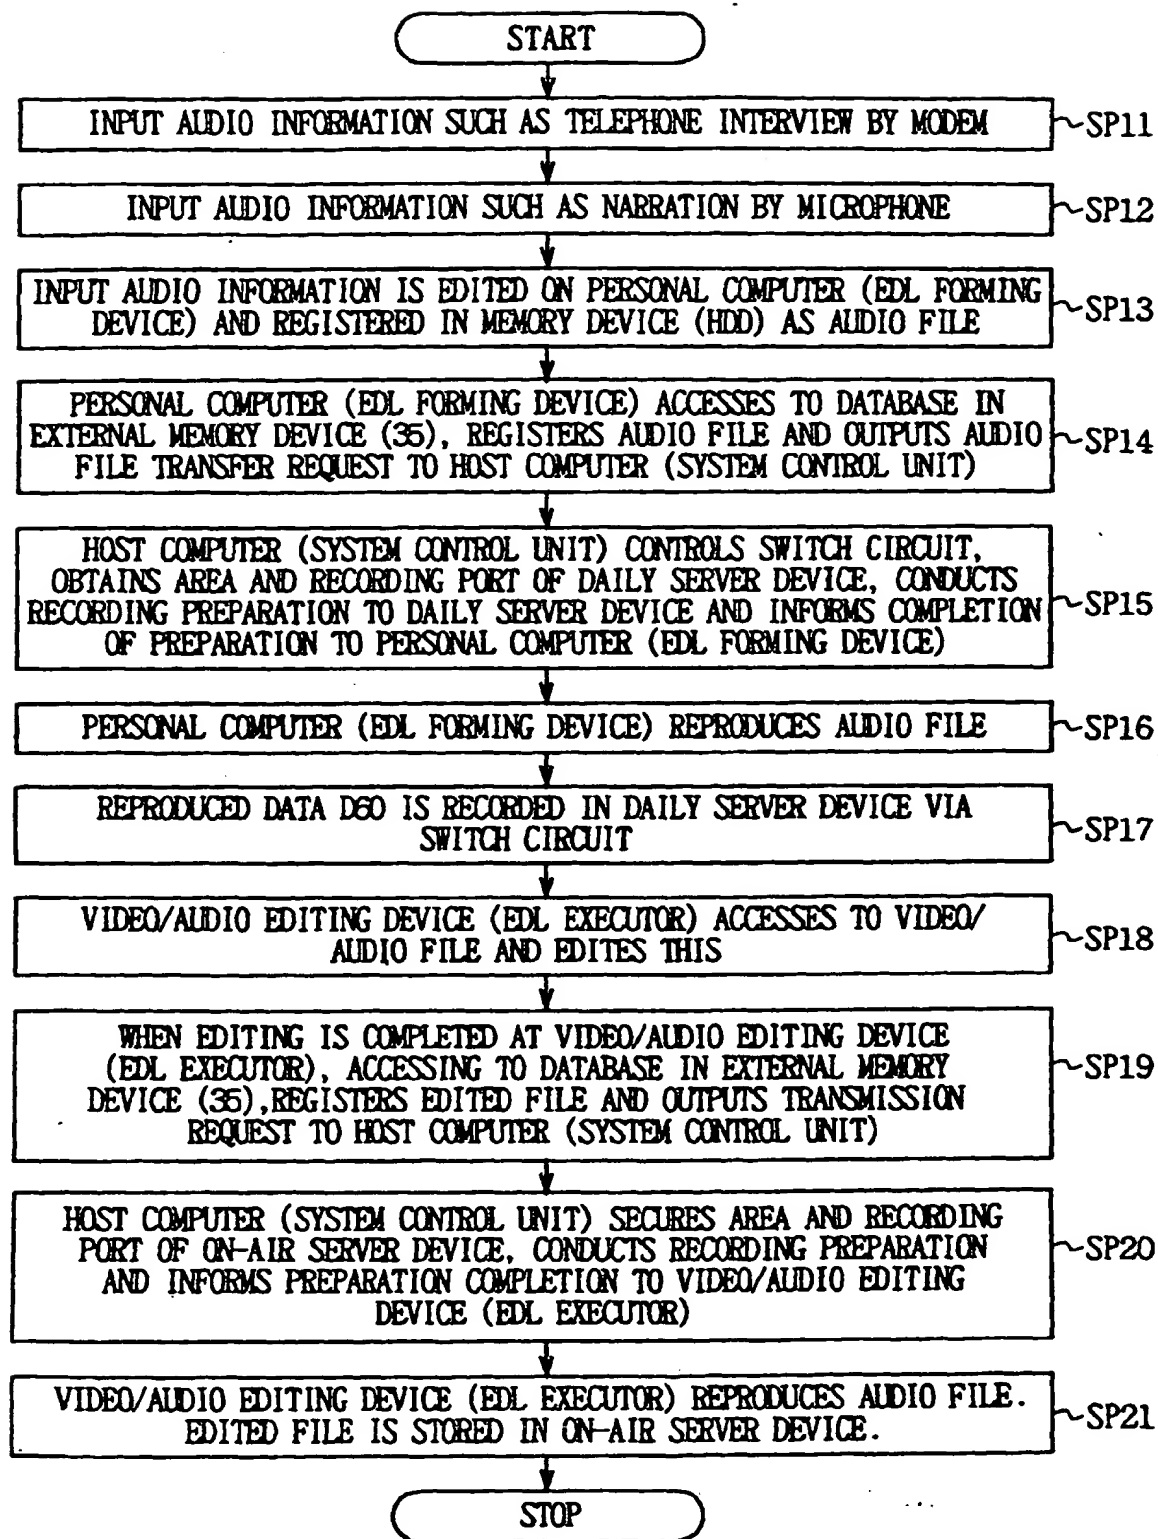 START
INPUT AUDIO INFORMATION SUCH AS TELEPHONE INTERVIEW BY MODEM
SP11
INPUT AUDIO INFORMATION SUCH AS NARRATION BY MICROPHONE
SP12
INPUT AUDIO INFORMATION IS EDITED ON PERSONAL COMPUTER (EDL FORMING
DEVICE) AND REGISTERED IN MEMORY DEVICE (HDD) AS AUDIO FILE
SP13
PERSONAL COMPUTER (EDL FORMING DEVICE) ACCESSES TO DATABASE IN
EXTERNAL MEMORY DEVICE (35), REGISTERS AUDIO FILE AND OUTPUTS AUDIO
FILE TRANSFER REQUEST TO HOST COMPUTER (SYSTEM CONTROL UNIT)
SP14
HOST COMPUTER (SYSTEM CONTROL UNIT) CONTROLS SWITCH CIRCUIT,
OBTAINS AREA AND RECORDING PORT OF DAILY SERVER DEVICE, CONDUCTS
RECORDING PREPARATION TO DAILY SERVER DEVICE AND INFORMS COMPLETION
OF PREPARATION TO PERSONAL COMPUTER (EDL FORMING DEVICE)
SP15
PERSONAL COMPUTER (EDL FORMING DEVICE) REPRODUCES AUDIO FILE
SP16
REPRODUCED DATA D60 IS RECORDED IN DAILY SERVER DEVICE VIA
SWITCH CIRCUIT
SP17
VIDEO/AUDIO EDITING DEVICE (EDL EXECUTOR) ACCESSES TO VIDEO/
AUDIO FILE AND EDITES THIS
SP18
WHEN EDITING IS COMPLETED AT VIDEO/AUDIO EDITING DEVICE
(EDL EXECUTOR), ACCESSING TO DATABASE IN EXTERNAL MEMORY
DEVICE (35),REGISTERS EDITED FILE AND OUTPUTS TRANSMISSION
REQUEST TO HOST COMPUTER (SYSTEM CONTROL UNIT)
SP19
HOST COMPUTER (SYSTEM CONTROL UNIT) SECURES AREA AND RECORDING
PORT OF ON-AIR SERVER DEVICE, CONDUCTS RECORDING PREPARATION
AND INFORMS PREPARATION COMPLETION TO VIDEO/AUDIO EDITING
DEVICE (EDL EXECUTOR)
SP20
VIDEO/AUDIO EDITING DEVICE (EDL EXECUTOR) REPRODUCES AUDIO FILE.
EDITED FILE IS STORED IN ON-AIR SERVER DEVICE.
SP21
STOP